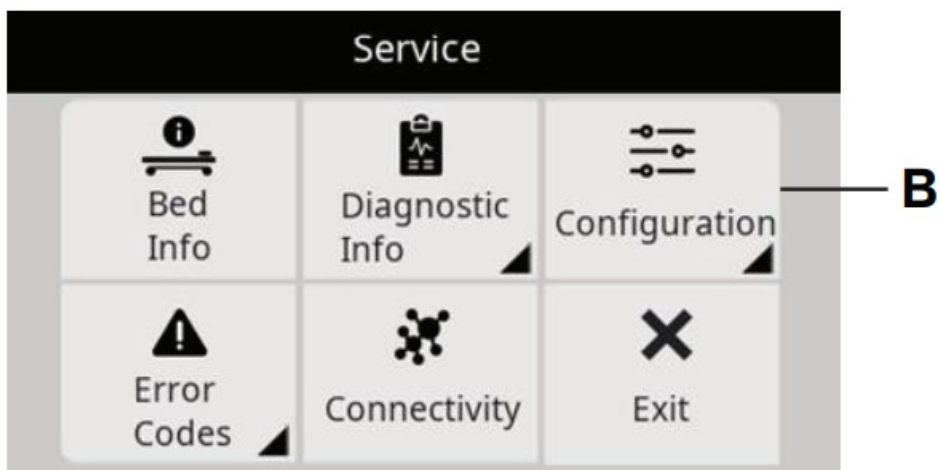 Service
Bed
Info
Diagnostic
Info
Configuration
B
Error
Codes
Connectivity
Exit